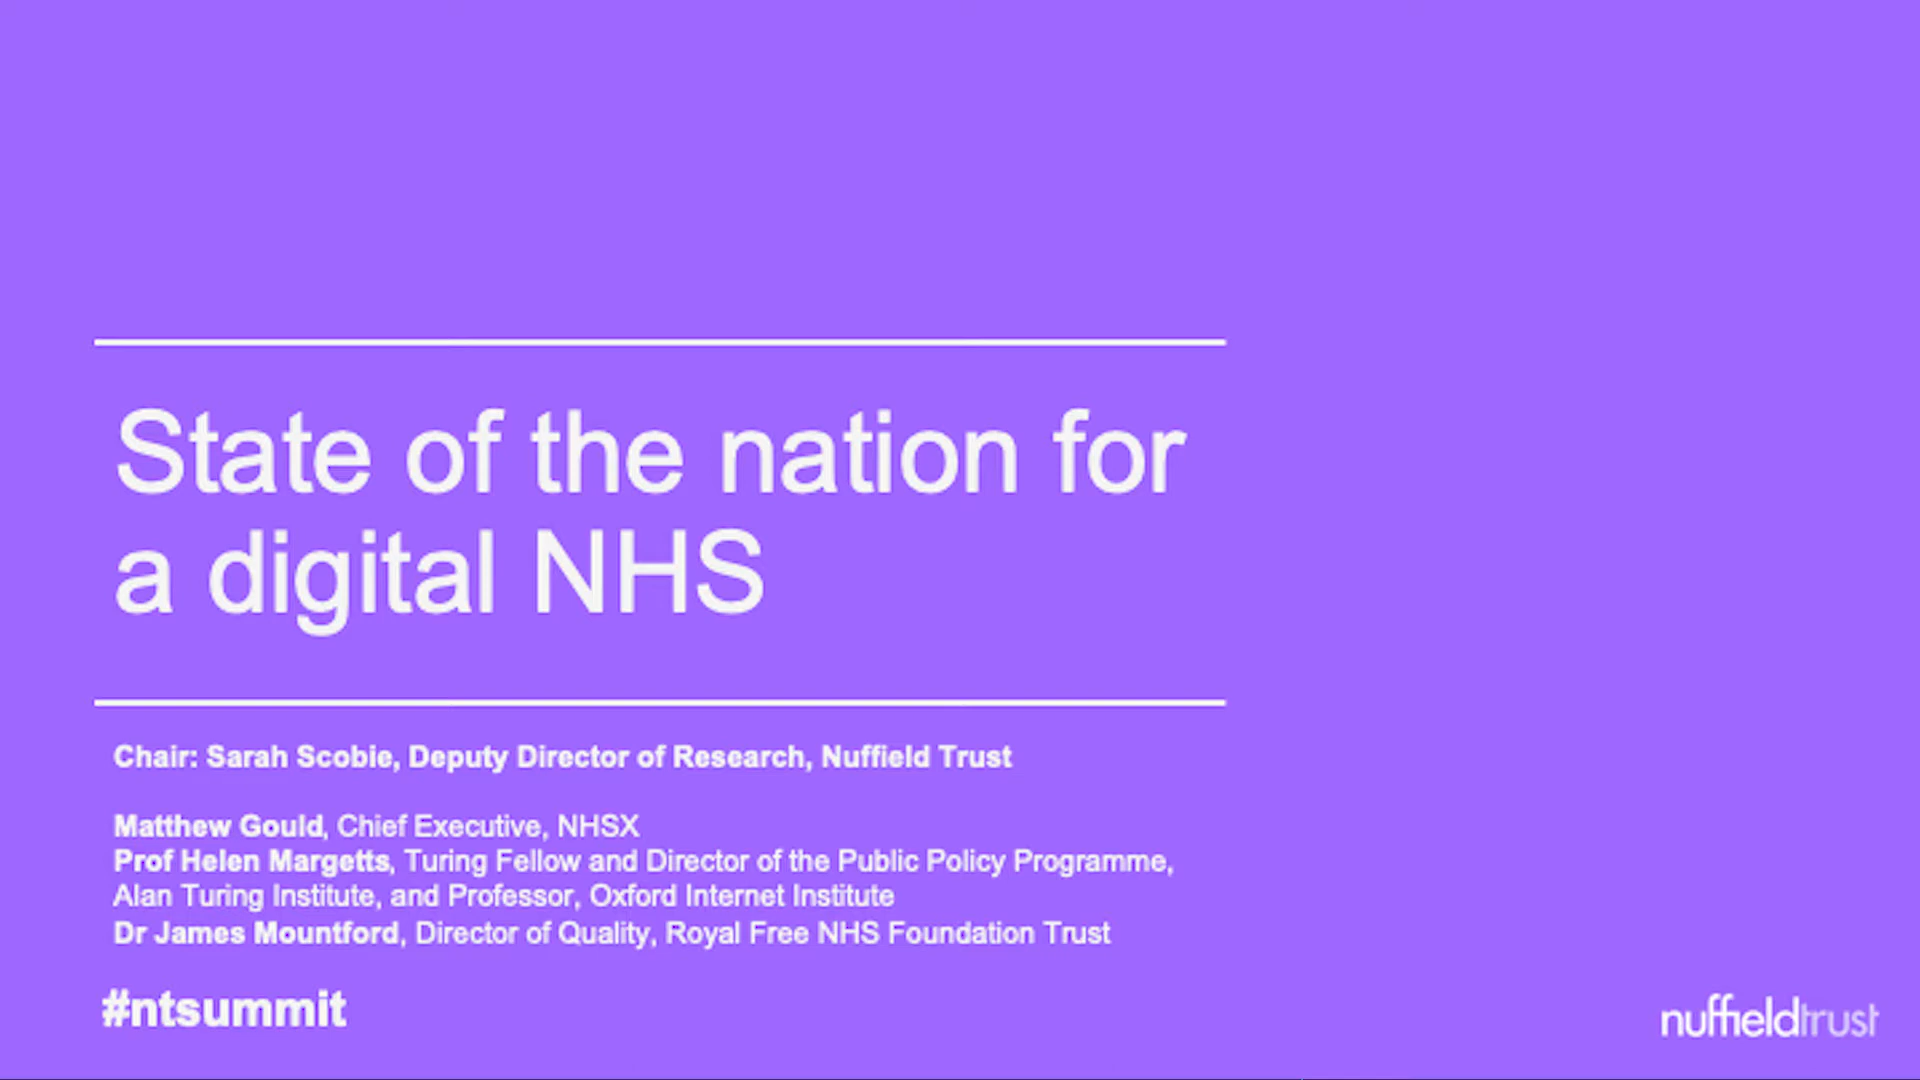 State of the nation for
a digital NHS
Chair: Sarah Scobie, Deputy Director of Research, Nuffield Trust
Matthew Gould, Chief Executive, NHSX
Prof Helen Margetts, Turing Fellow and Director of the Public Policy Programme,
Alan Turing Institute, and Professor, Oxford Internet Institute
Dr James Mountford, Director of Quality, Royal Free NHS Foundation Trust
#ntsummit
nuffieldtrust